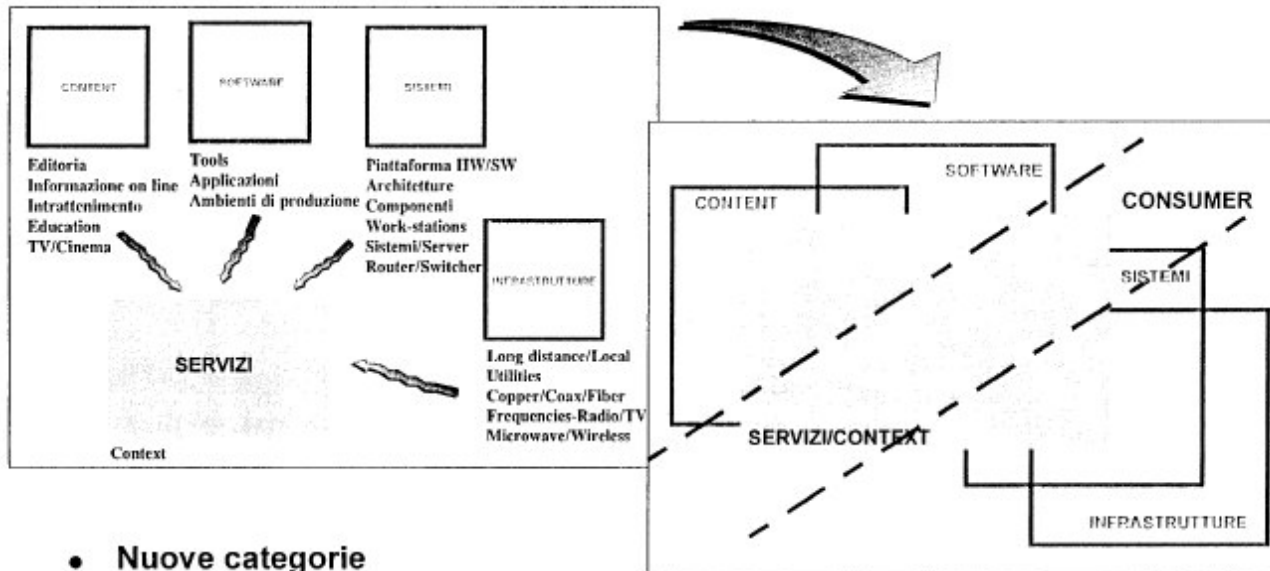 CONTENT
Editoria
Informazione on line
Intrattenimento
Education
TV/Cinema
SOFTWARE
Tools
Applicazioni
Ambienti di produzione
SISTEMI
Piattaforma HW/SW
Architetture
Componenti
Work-stations
Sistemi/Server
Router/Switcher
INFRASTRUTTURE
Long distance/Local
Utilities
Copper/Coax/Fiber
Frequencies-Radio/TV
Microwave/Wireless
SERVIZI
Context
SOFTWARE
CONTENT
CONSUMER
SISTEMI
SERVIZI/CONTEXT
INFRASTRUTTURE
• Nuove categorie